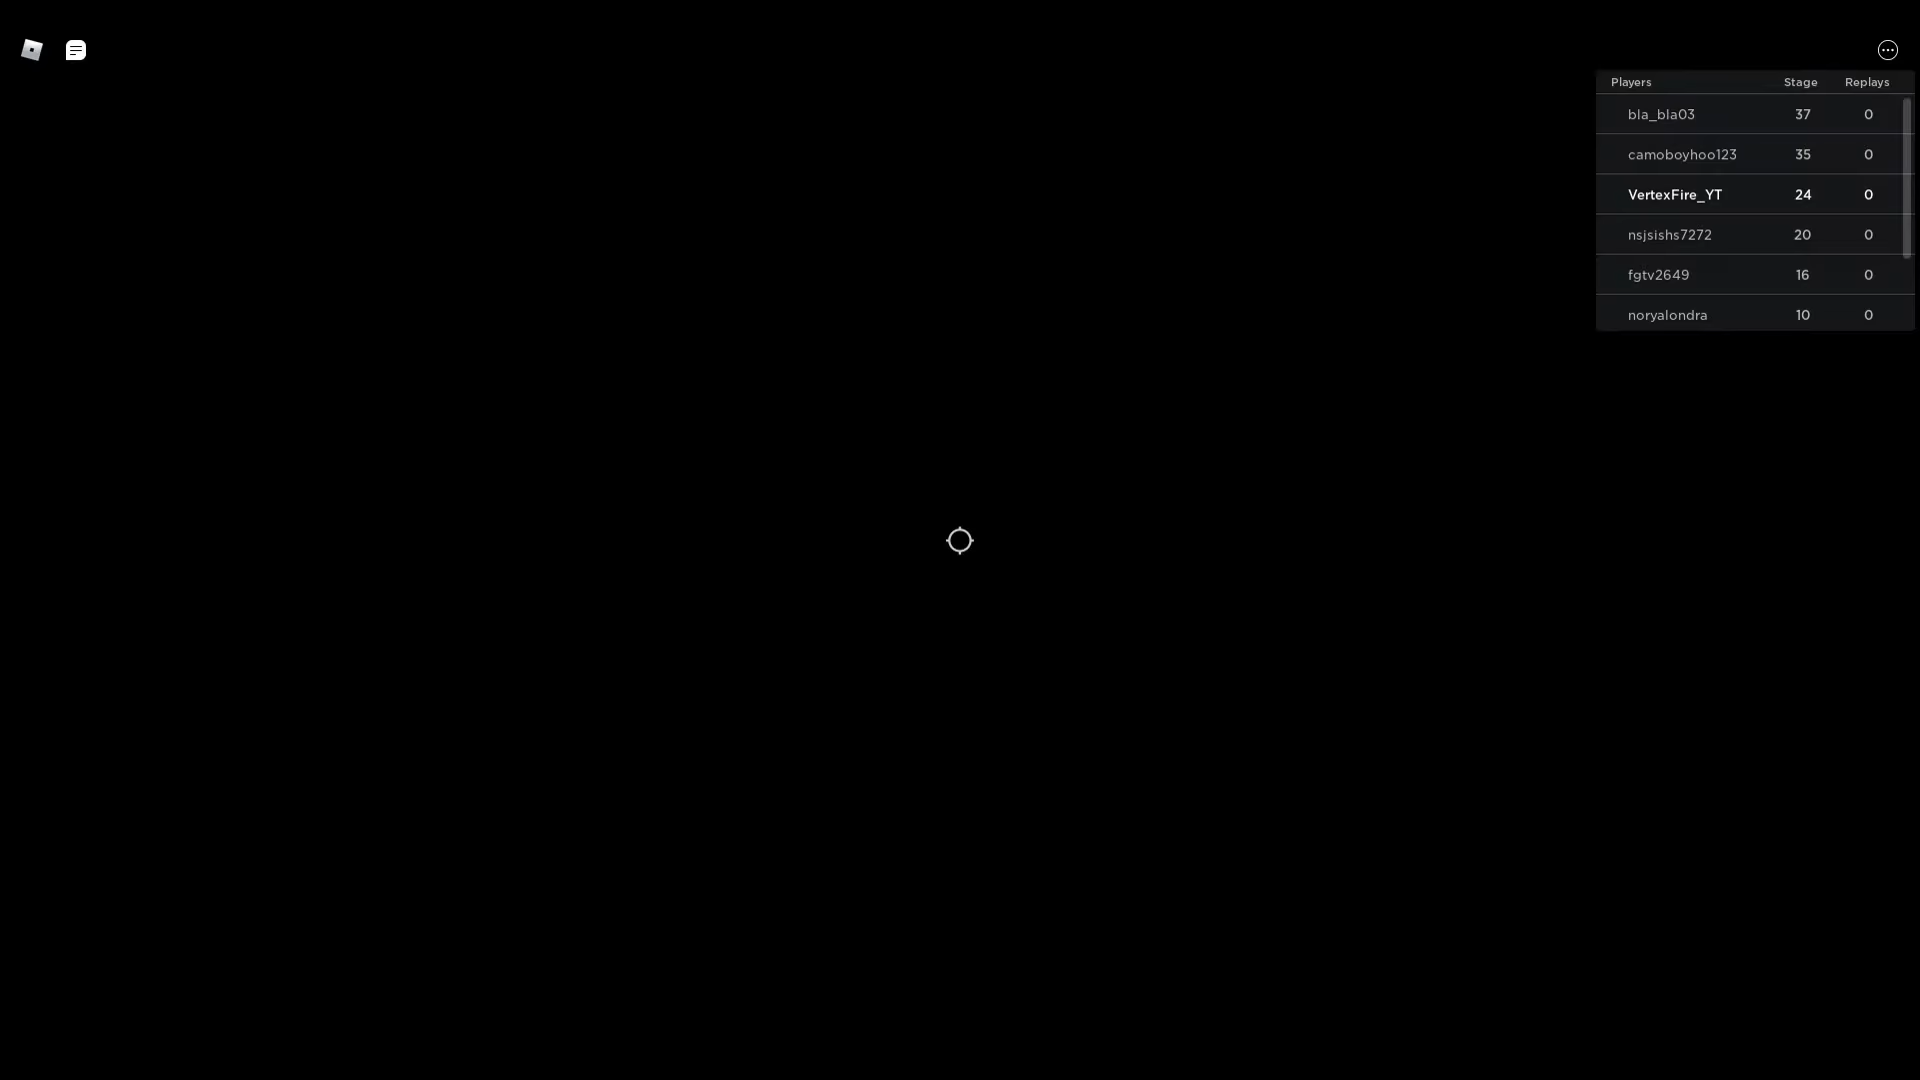 Players Stage Replays
bla_bla03 37 0
camoboyhoo123 35 0
VertexFire_YT 24 0
nsjsishs7272 20 0
fgtv2649 16 0
noryalondra 10 0